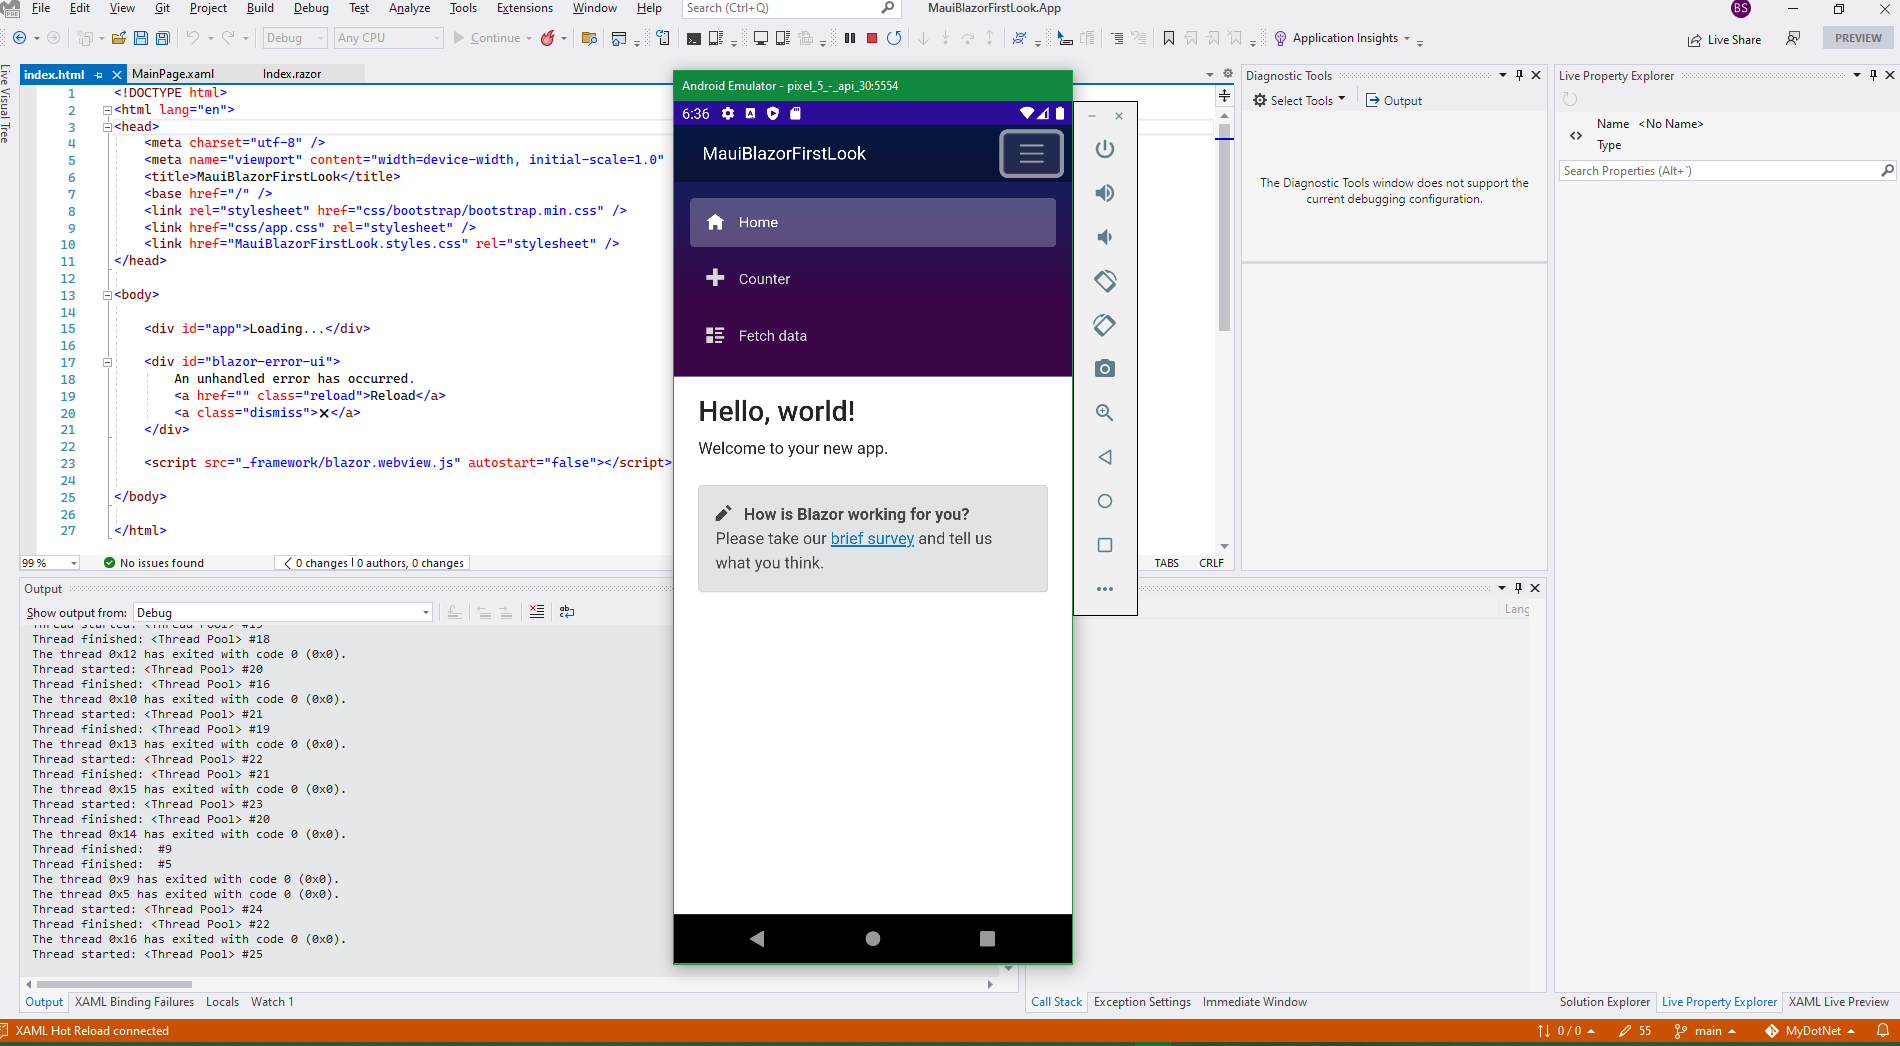 File Edit View Git Project Build Debug Test Analyze Tools Extensions Window Help Search (Ctrl+Q) MauiBlazorFirstLook.App BS
PRE
Debug Any CPU Continue Application Insights Live Share PREVIEW
Live Visual Tree
index.html MainPage.xaml Index.razor
1 <!DOCTYPE html>
2 <html lang="en">
3 <head>
4 <meta charset="utf-8" />
5 <meta name="viewport" content="width=device-width, initial-scale=1.0"
6 <title>MauiBlazorFirstLook</title>
7 <base href="/" />
8 <link rel="stylesheet" href="css/bootstrap/bootstrap.min.css" />
9 <link href="css/app.css" rel="stylesheet" />
10 <link href="MauiBlazorFirstLook.styles.css" rel="stylesheet" />
11 </head>
12
13 <body>
14
15 <div id="app">Loading...</div>
16
17 <div id="blazor-error-ui">
18 An unhandled error has occurred.
19 <a href="" class="reload">Reload</a>
20 <a class="dismiss">🗙</a>
21 </div>
22
23 <script src="_framework/blazor.webview.js" autostart="false"></script>
24
25 </body>
26
27 </html>
99 % No issues found 0 changes | 0 authors, 0 changes TABS CRLF
Android Emulator - pixel_5_-_api_30:5554
6:36
MauiBlazorFirstLook
Home
Counter
Fetch data
Hello, world!
Welcome to your new app.
How is Blazor working for you?
Please take our brief survey and tell us
what you think.
Diagnostic Tools
Select Tools Output
The Diagnostic Tools window does not support the
current debugging configuration.
Live Property Explorer
Name <No Name>
Type
Search Properties (Alt+`)
Output
Show output from: Debug
Thread started: <Thread Pool> #19
Thread finished: <Thread Pool> #18
The thread 0x12 has exited with code 0 (0x0).
Thread started: <Thread Pool> #20
Thread finished: <Thread Pool> #16
The thread 0x10 has exited with code 0 (0x0).
Thread started: <Thread Pool> #21
Thread finished: <Thread Pool> #19
The thread 0x13 has exited with code 0 (0x0).
Thread started: <Thread Pool> #22
Thread finished: <Thread Pool> #21
The thread 0x15 has exited with code 0 (0x0).
Thread started: <Thread Pool> #23
Thread finished: <Thread Pool> #20
The thread 0x14 has exited with code 0 (0x0).
Thread finished: #9
Thread finished: #5
The thread 0x9 has exited with code 0 (0x0).
The thread 0x5 has exited with code 0 (0x0).
Thread started: <Thread Pool> #24
Thread finished: <Thread Pool> #22
The thread 0x16 has exited with code 0 (0x0).
Thread started: <Thread Pool> #25
Lang
Output XAML Binding Failures Locals Watch 1
Call Stack Exception Settings Immediate Window
Solution Explorer Live Property Explorer XAML Live Preview
XAML Hot Reload connected 0 / 0 55 main MyDotNet